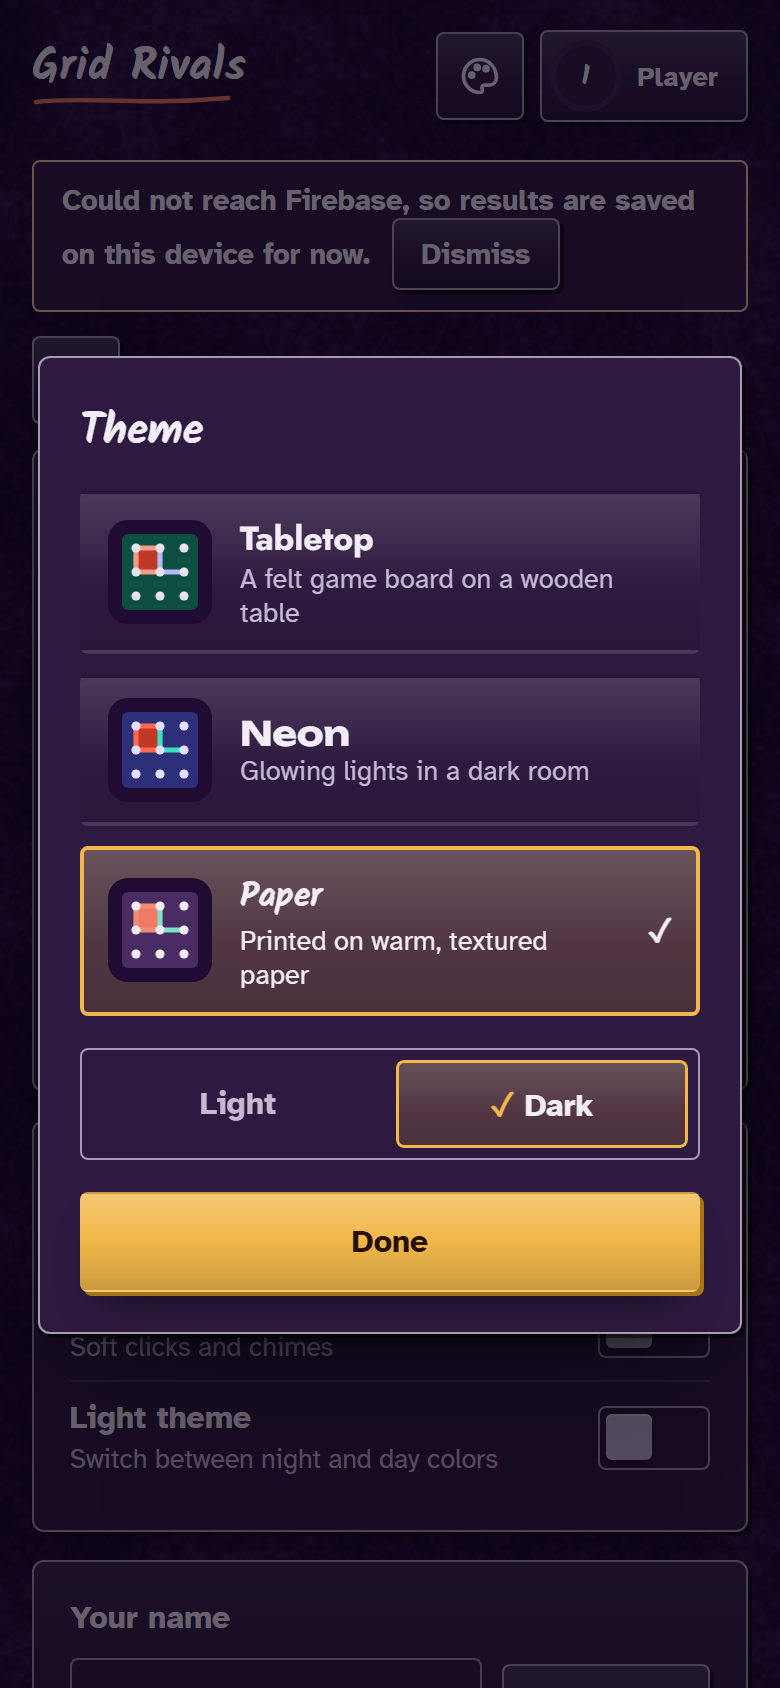 Grid Rivals
Player
Could not reach Firebase, so results are saved
on this device for now. Dismiss
Theme
Tabletop
A felt game board on a wooden
table
Neon
Glowing lights in a dark room
Paper
Printed on warm, textured
paper
✓
Light
✓ Dark
Done
Soft clicks and chimes
Light theme
Switch between night and day colors
Your name